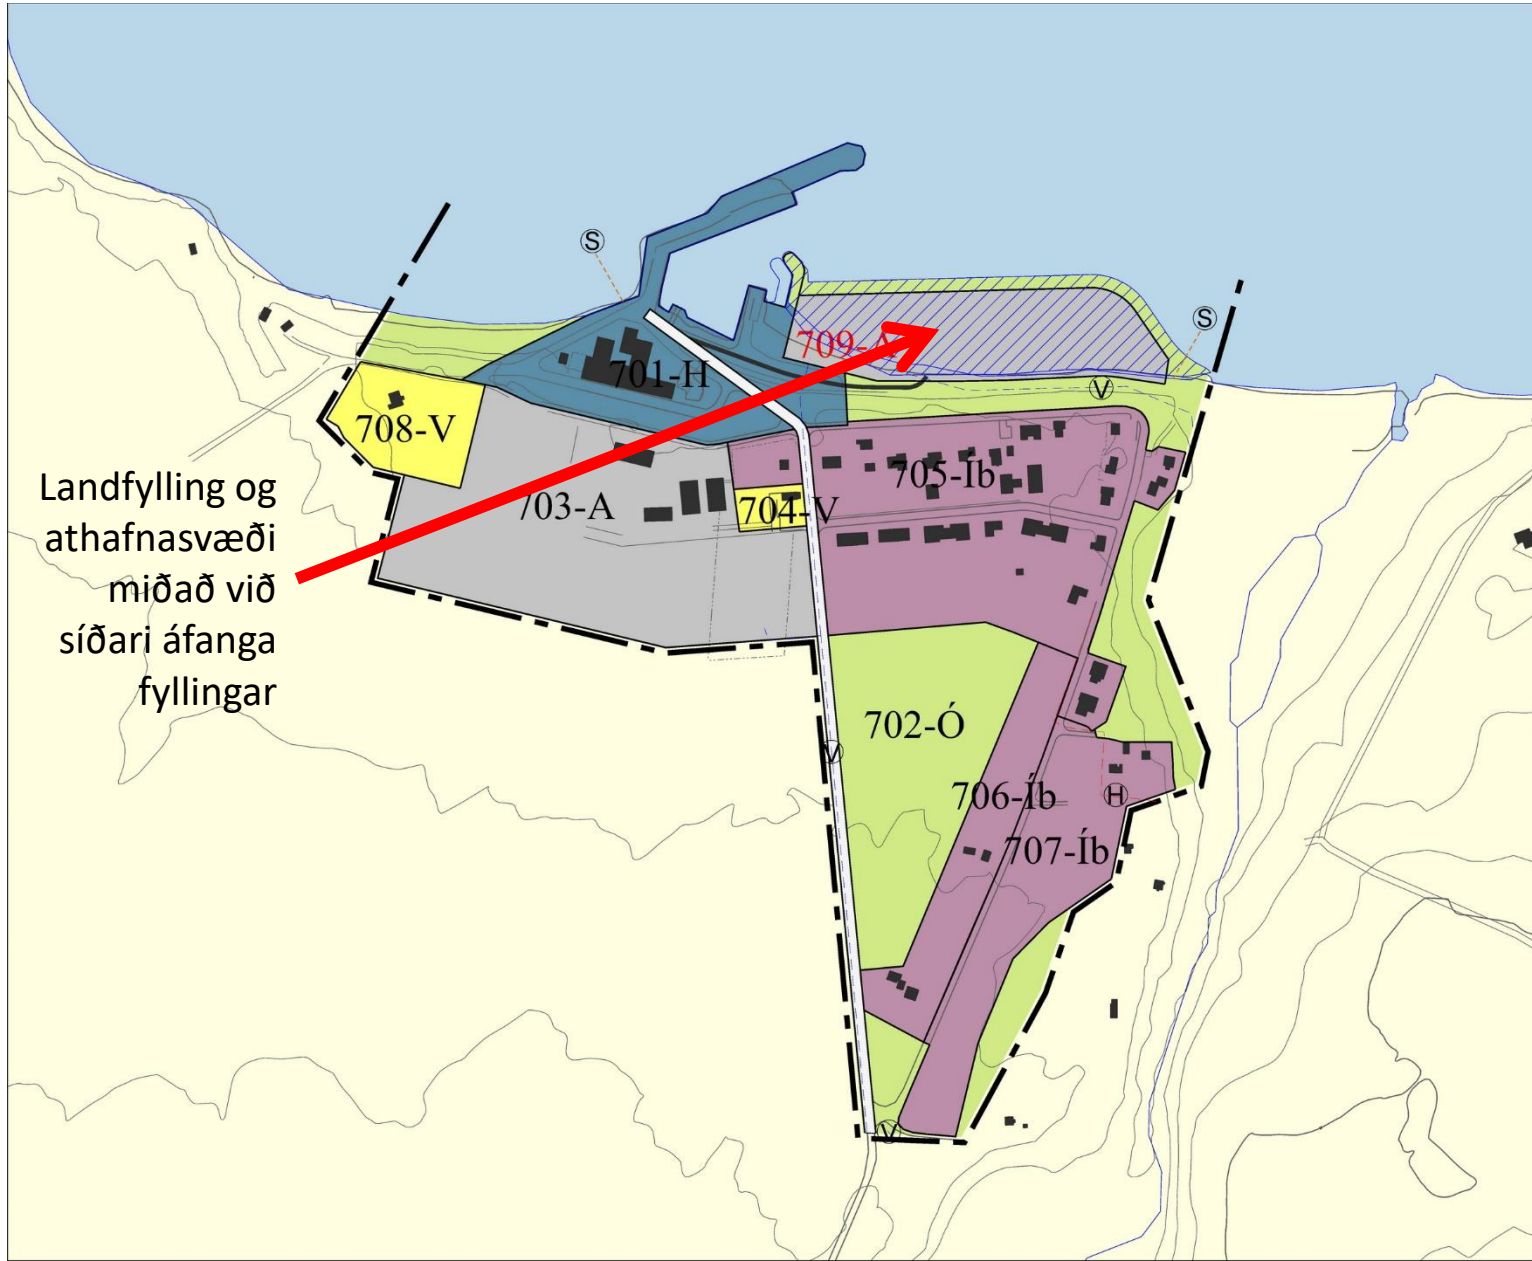 S
S
709-A
701-H
V
708-V
705-Íb
Landfylling og
athafnasvæði
miðað við
síðari áfanga
fyllingar
703-A
704-V
702-Ó
V
706-Íb
H
707-Íb
V